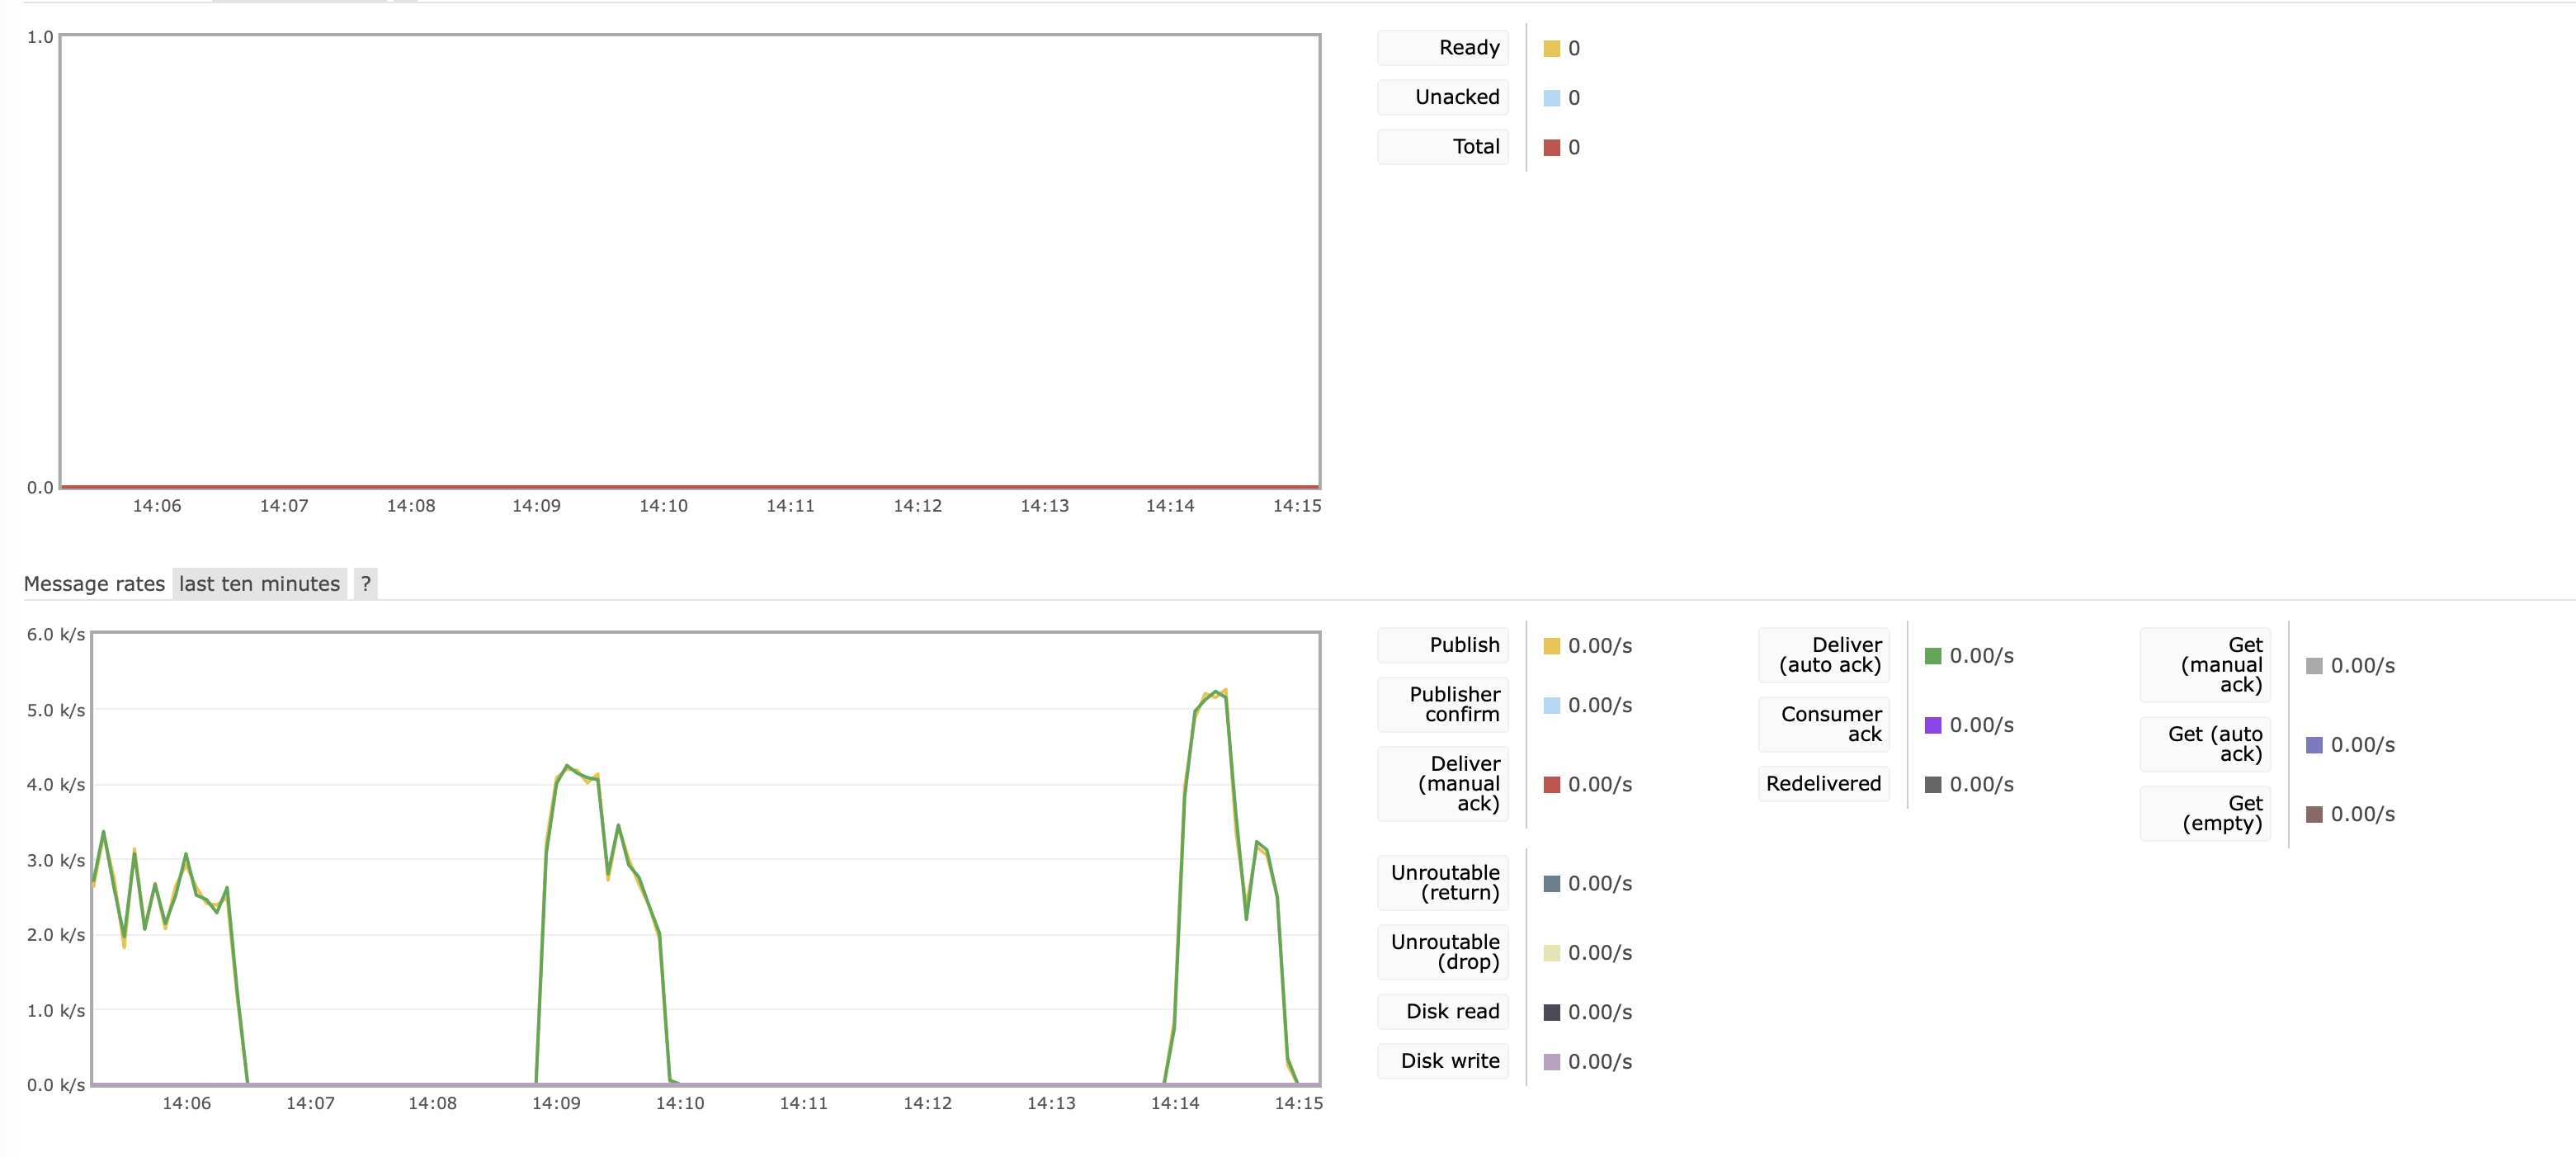 1.0
0.0
14:06 14:07 14:08 14:09 14:10 14:11 14:12 14:13 14:14 14:15
Ready 0
Unacked 0
Total 0
Message rates last ten minutes ?
6.0 k/s
5.0 k/s
4.0 k/s
3.0 k/s
2.0 k/s
1.0 k/s
0.0 k/s
14:06 14:07 14:08 14:09 14:10 14:11 14:12 14:13 14:14 14:15
Publish 0.00/s
Publisher
confirm 0.00/s
Deliver
(manual
ack) 0.00/s
Deliver
(auto ack) 0.00/s
Consumer
ack 0.00/s
Redelivered 0.00/s
Get
(manual
ack) 0.00/s
Get (auto
ack) 0.00/s
Get
(empty) 0.00/s
Unroutable
(return) 0.00/s
Unroutable
(drop) 0.00/s
Disk read 0.00/s
Disk write 0.00/s